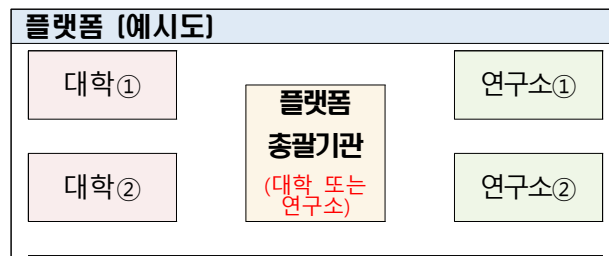 플랫폼 (예시도)
대학①
연구소①
플랫폼
총괄기관
(대학 또는
연구소)
대학②
연구소②